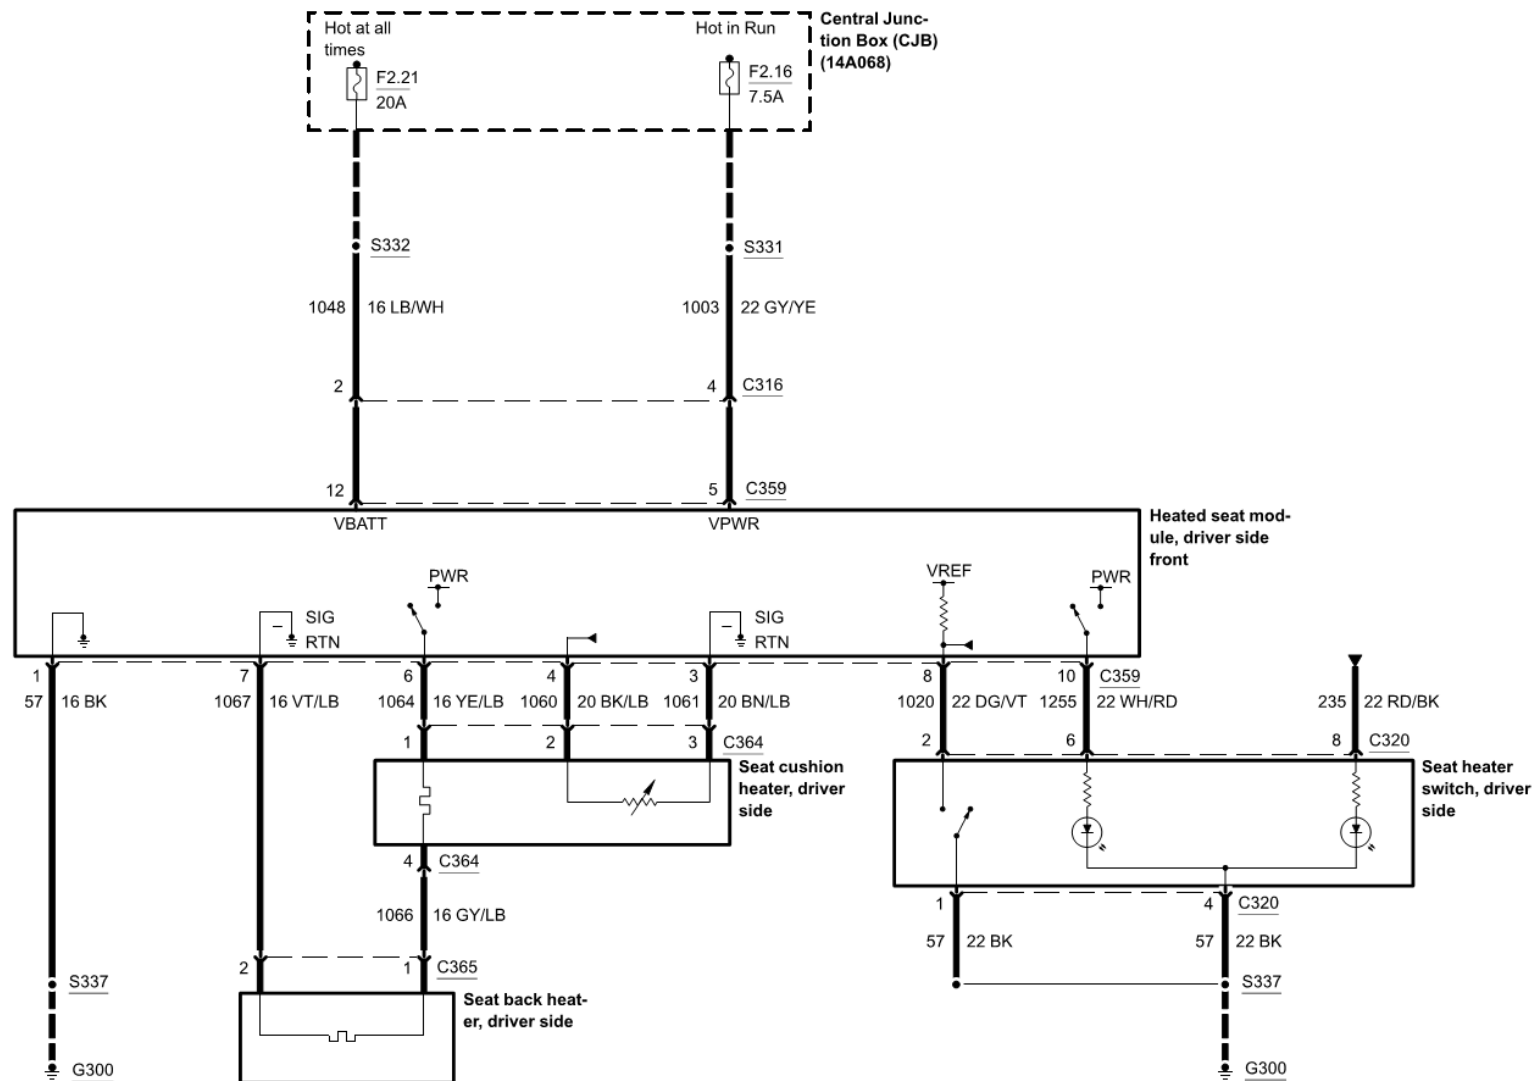 Hot at all
times
Hot in Run
Central Junc-
tion Box (CJB)
(14A068)
F2.21
20A
F2.16
7.5A
S332
S331
1048 16 LB/WH
1003 22 GY/YE
2
4 C316
12
5 C359
VBATT
VPWR
Heated seat mod-
ule, driver side
front
PWR
VREF
PWR
SIG
RTN
SIG
RTN
1
7
6
4
3
8
10 C359
57 16 BK
1067 16 VT/LB
1064 16 YE/LB
1060 20 BK/LB
1061 20 BN/LB
1020 22 DG/VT
1255 22 WH/RD
235 22 RD/BK
1
2
3 C364
2
6
8 C320
Seat cushion
heater, driver
side
Seat heater
switch, driver
side
4 C364
1066 16 GY/LB
1
4 C320
57 22 BK
57 22 BK
2
1 C365
S337
S337
Seat back heat-
er, driver side
G300
G300